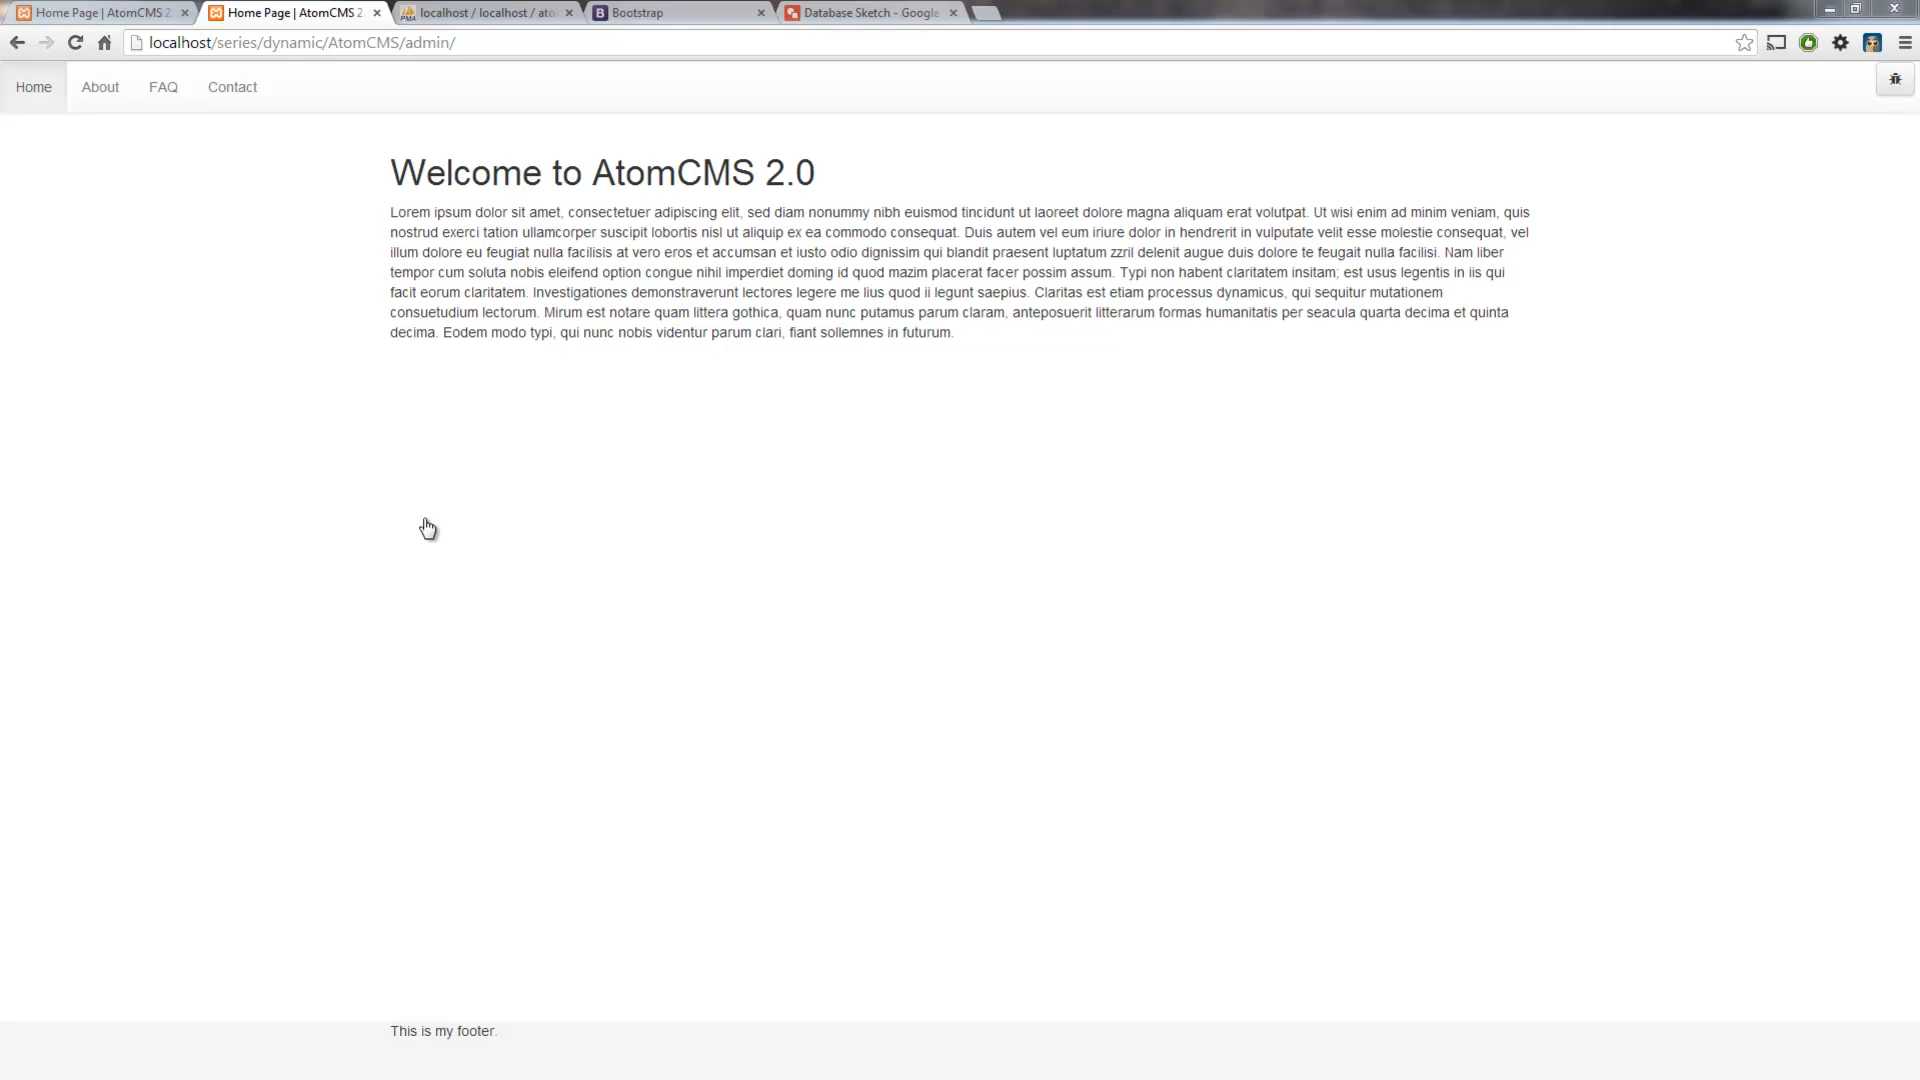 Home Page | AtomCMS 2. Home Page | AtomCMS 2 localhost / localhost / ato Bootstrap Database Sketch - Google
localhost/series/dynamic/AtomCMS/admin/
Home About FAQ Contact
Welcome to AtomCMS 2.0
Lorem ipsum dolor sit amet, consectetuer adipiscing elit, sed diam nonummy nibh euismod tincidunt ut laoreet dolore magna aliquam erat volutpat. Ut wisi enim ad minim veniam, quis
nostrud exerci tation ullamcorper suscipit lobortis nisl ut aliquip ex ea commodo consequat. Duis autem vel eum iriure dolor in hendrerit in vulputate velit esse molestie consequat, vel
illum dolore eu feugiat nulla facilisis at vero eros et accumsan et iusto odio dignissim qui blandit praesent luptatum zzril delenit augue duis dolore te feugait nulla facilisi. Nam liber
tempor cum soluta nobis eleifend option congue nihil imperdiet doming id quod mazim placerat facer possim assum. Typi non habent claritatem insitam; est usus legentis in iis qui
facit eorum claritatem. Investigationes demonstraverunt lectores legere me lius quod ii legunt saepius. Claritas est etiam processus dynamicus, qui sequitur mutationem
consuetudium lectorum. Mirum est notare quam littera gothica, quam nunc putamus parum claram, anteposuerit litterarum formas humanitatis per seacula quarta decima et quinta
decima. Eodem modo typi, qui nunc nobis videntur parum clari, fiant sollemnes in futurum.
This is my footer.